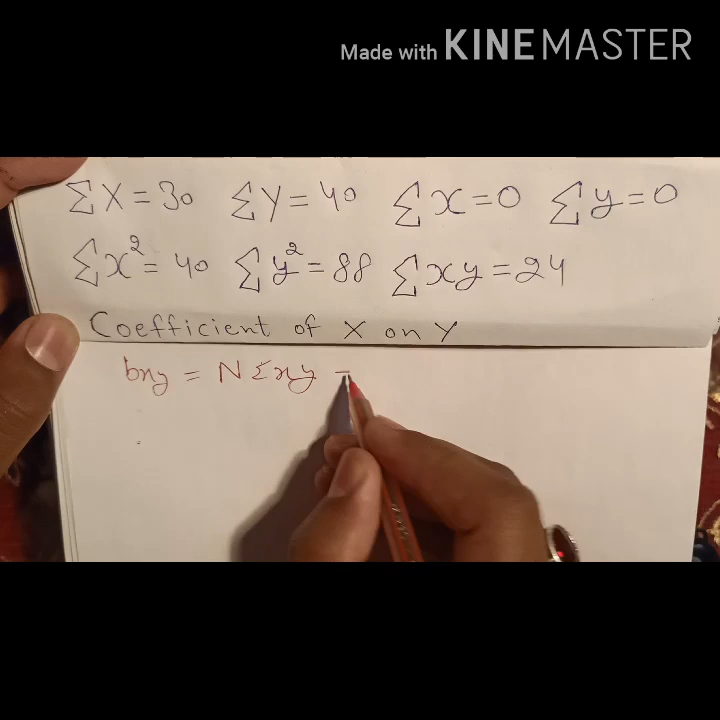 Made with KINEMASTER
ΣX = 30 ΣY = 40 Σx = 0 Σy = 0
Σx² = 40 Σy² = 88 Σxy = 24
Coefficient of X on Y
bxy = N Σxy -